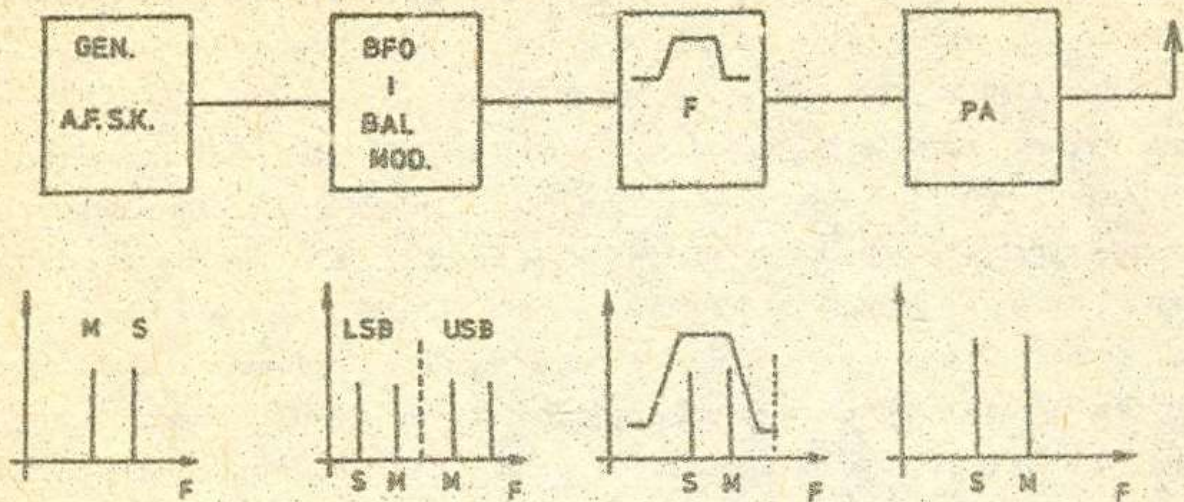 GEN.
A.F.S.K.
BFO
I
BAL
MOD.
F
PA
M S
F
LSB USB
S M M F
S M F
S M F